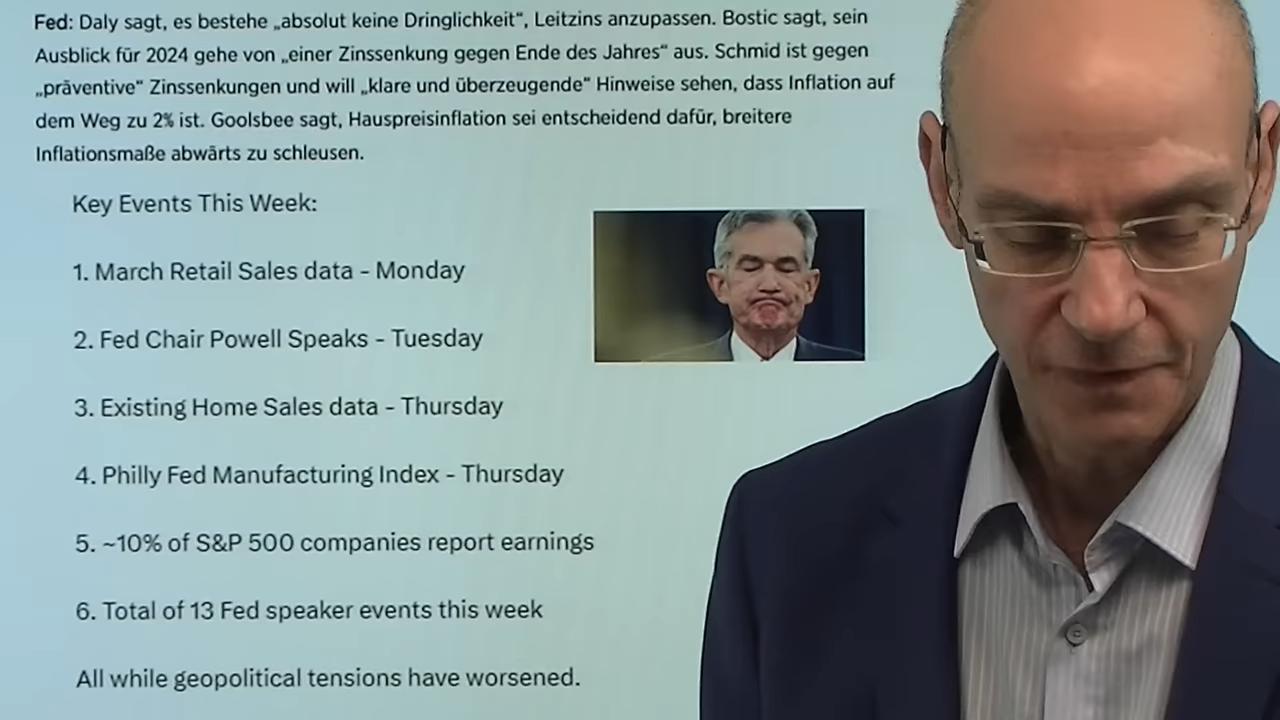 Fed: Daly sagt, es bestehe „absolut keine Dringlichkeit“, Leitzins anzupassen. Bostic sagt, sein
Ausblick für 2024 gehe von „einer Zinssenkung gegen Ende des Jahres“ aus. Schmid ist gegen
„präventive“ Zinssenkungen und will „klare und überzeugende“ Hinweise sehen, dass Inflation auf
dem Weg zu 2% ist. Goolsbee sagt, Hauspreisinflation sei entscheidend dafür, breitere
Inflationsmaße abwärts zu schleusen.
Key Events This Week:
1. March Retail Sales data - Monday
2. Fed Chair Powell Speaks - Tuesday
3. Existing Home Sales data - Thursday
4. Philly Fed Manufacturing Index - Thursday
5. ~10% of S&P 500 companies report earnings
6. Total of 13 Fed speaker events this week
All while geopolitical tensions have worsened.